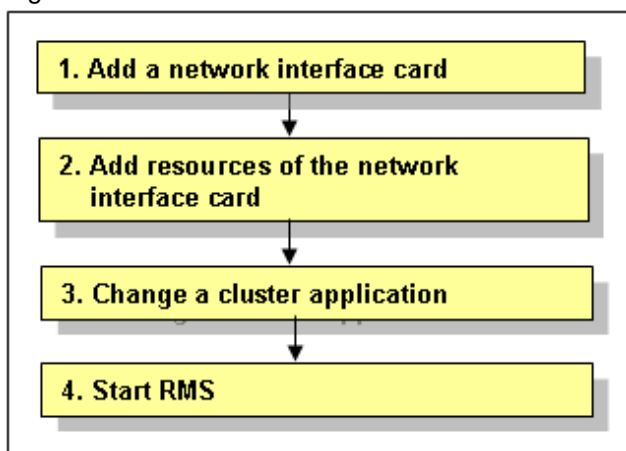 1. Add a network interface card
2. Add resources of the network
interface card
3. Change a cluster application
4. Start RMS